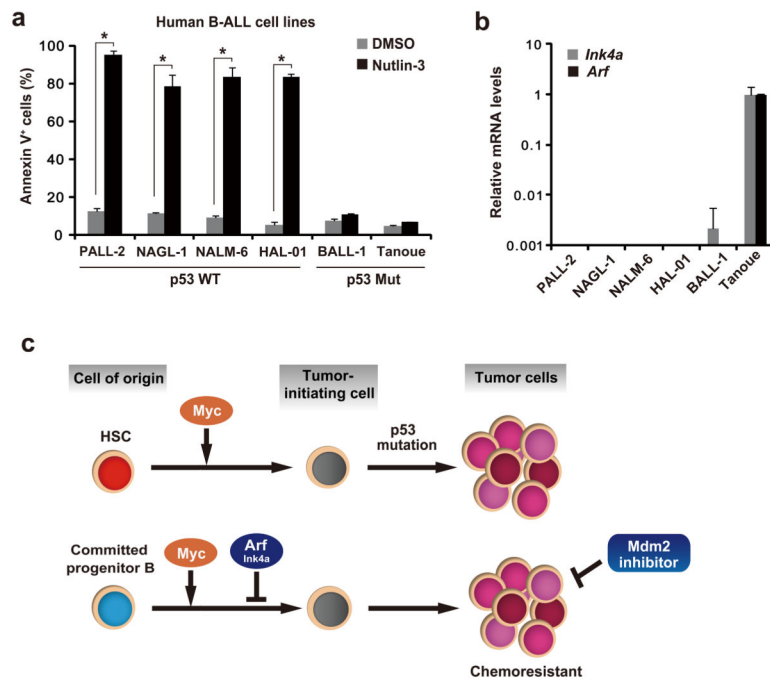 a
Human B-ALL cell lines
DMSO
Nutlin-3
Annexin V⁺ cells (%)
100
80
60
40
20
0
* * * *
PALL-2 NAGL-1 NALM-6 HAL-01 BALL-1 Tanoue
p53 WT p53 Mut
b
Ink4a
Arf
Relative mRNA levels
10
1
0.1
0.01
0.001
PALL-2 NAGL-1 NALM-6 HAL-01 BALL-1 Tanoue
c
Cell of origin
Tumor-
initiating cell
Tumor cells
HSC
Myc
p53
mutation
Committed
progenitor B
Myc
Arf
Ink4a
Mdm2
inhibitor
Chemoresistant